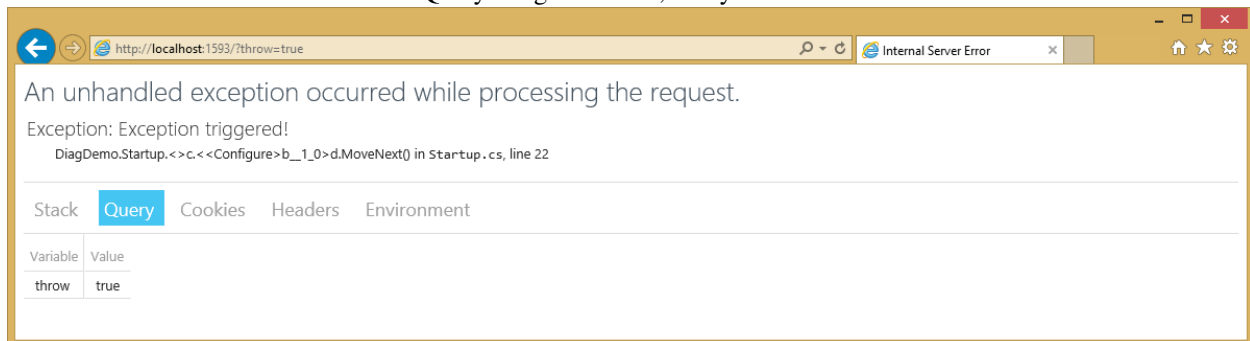 http://localhost:1593/?throw=true
Internal Server Error
An unhandled exception occurred while processing the request.
Exception: Exception triggered!
DiagDemo.Startup.<>c.<<Configure>b__1_0>d.MoveNext() in Startup.cs, line 22
Stack Query Cookies Headers Environment
Variable Value
throw true